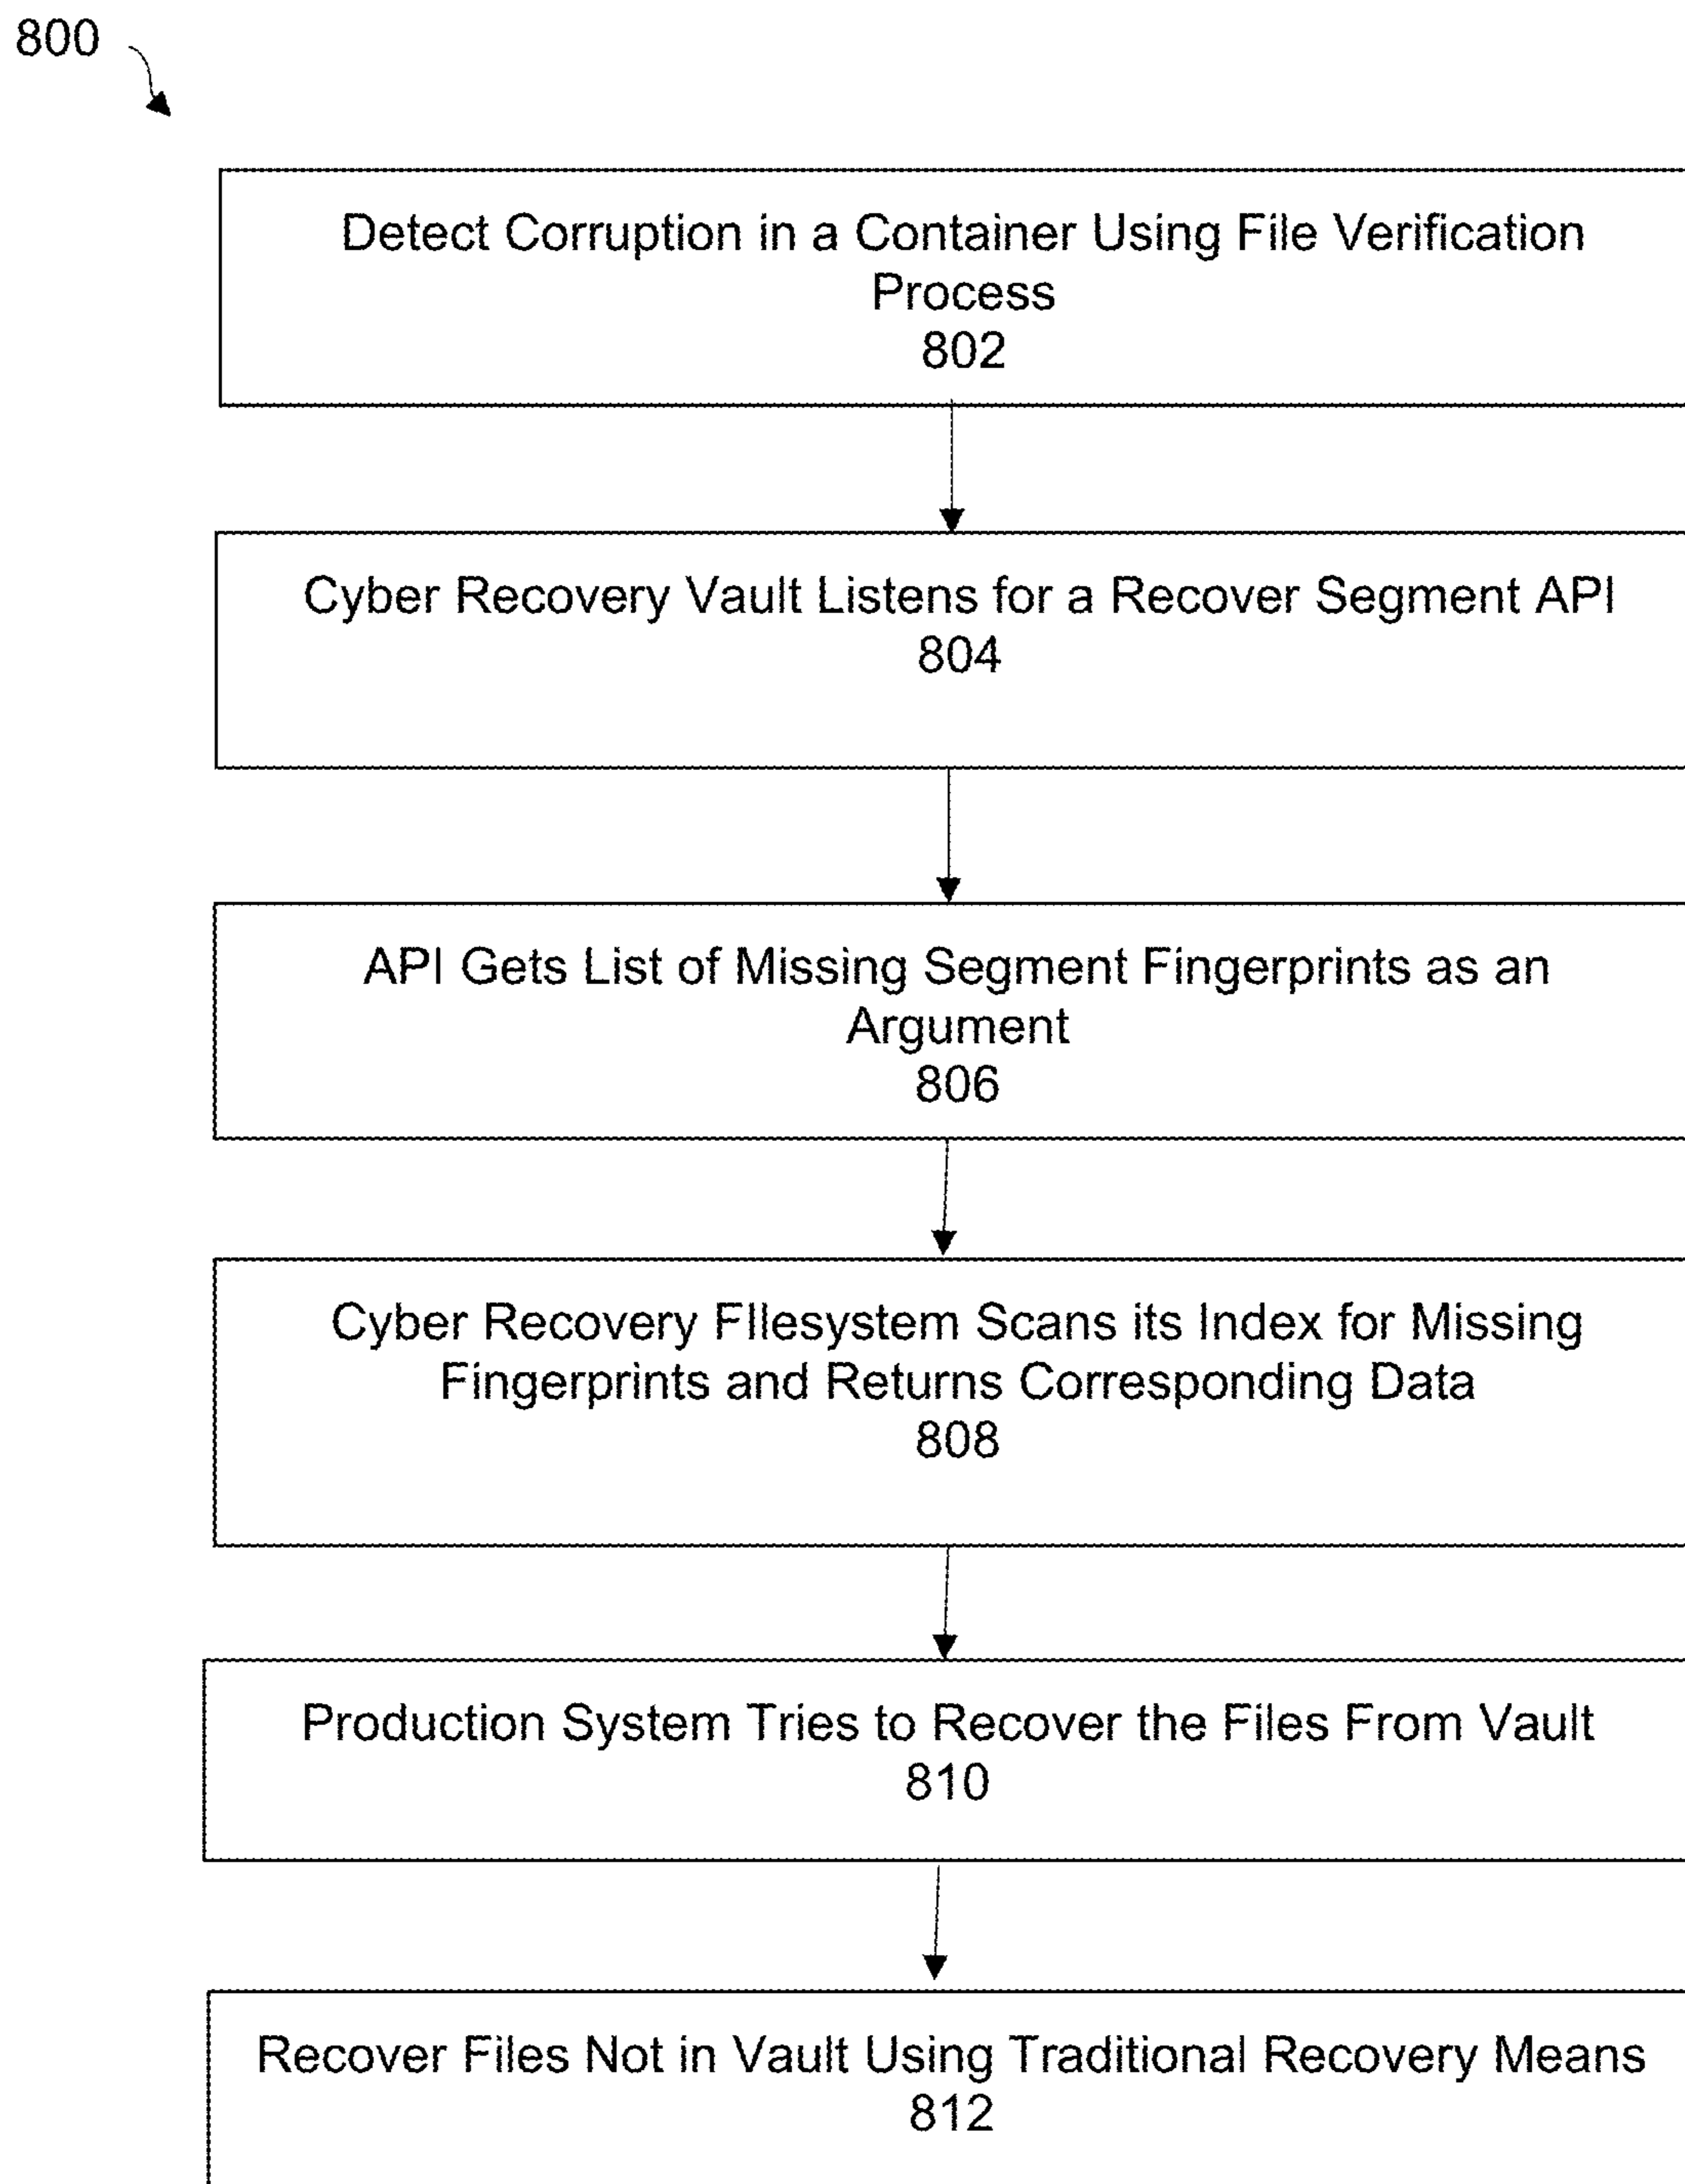 800
Detect Corruption in a Container Using File Verification
Process
802
Cyber Recovery Vault Listens for a Recover Segment API
804
API Gets List of Missing Segment Fingerprints as an
Argument
806
Cyber Recovery FIlesystem Scans its Index for Missing
Fingerprints and Returns Corresponding Data
808
Production System Tries to Recover the Files From Vault
810
Recover Files Not in Vault Using Traditional Recovery Means
812